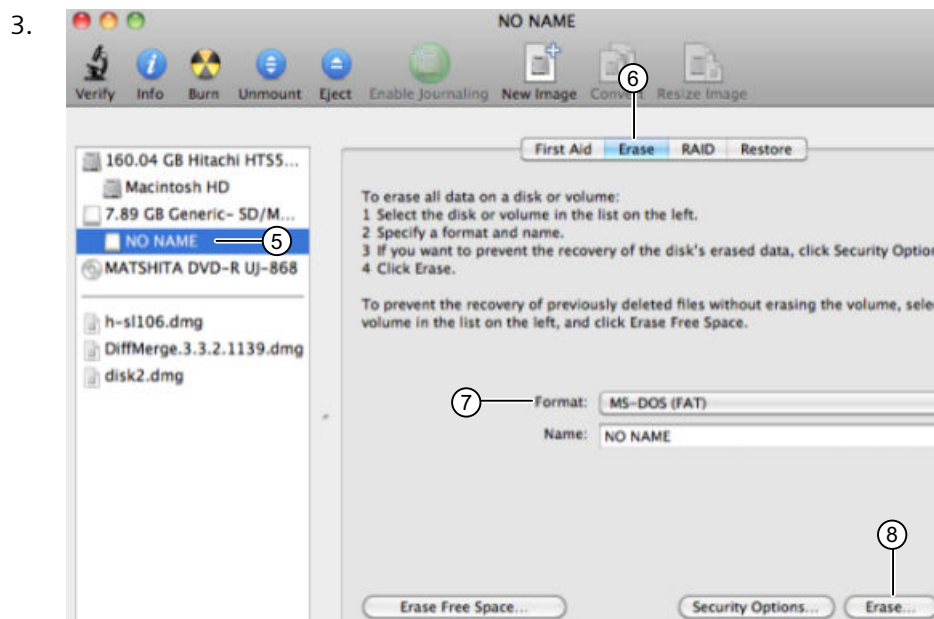 3.
NO NAME
Verify Info Burn Unmount Eject Enable Journaling New Image Convert Resize Image
6
First Aid Erase RAID Restore
160.04 GB Hitachi HTS5...
Macintosh HD
7.89 GB Generic- SD/M...
NO NAME
5
MATSHITA DVD-R UJ-868
h-sl106.dmg
DiffMerge.3.3.2.1139.dmg
disk2.dmg
To erase all data on a disk or volume:
1 Select the disk or volume in the list on the left.
2 Specify a format and name.
3 If you want to prevent the recovery of the disk's erased data, click Security Option
4 Click Erase.
To prevent the recovery of previously deleted files without erasing the volume, sele
volume in the list on the left, and click Erase Free Space.
7
Format: MS-DOS (FAT)
Name: NO NAME
8
Erase Free Space... Security Options... Erase...